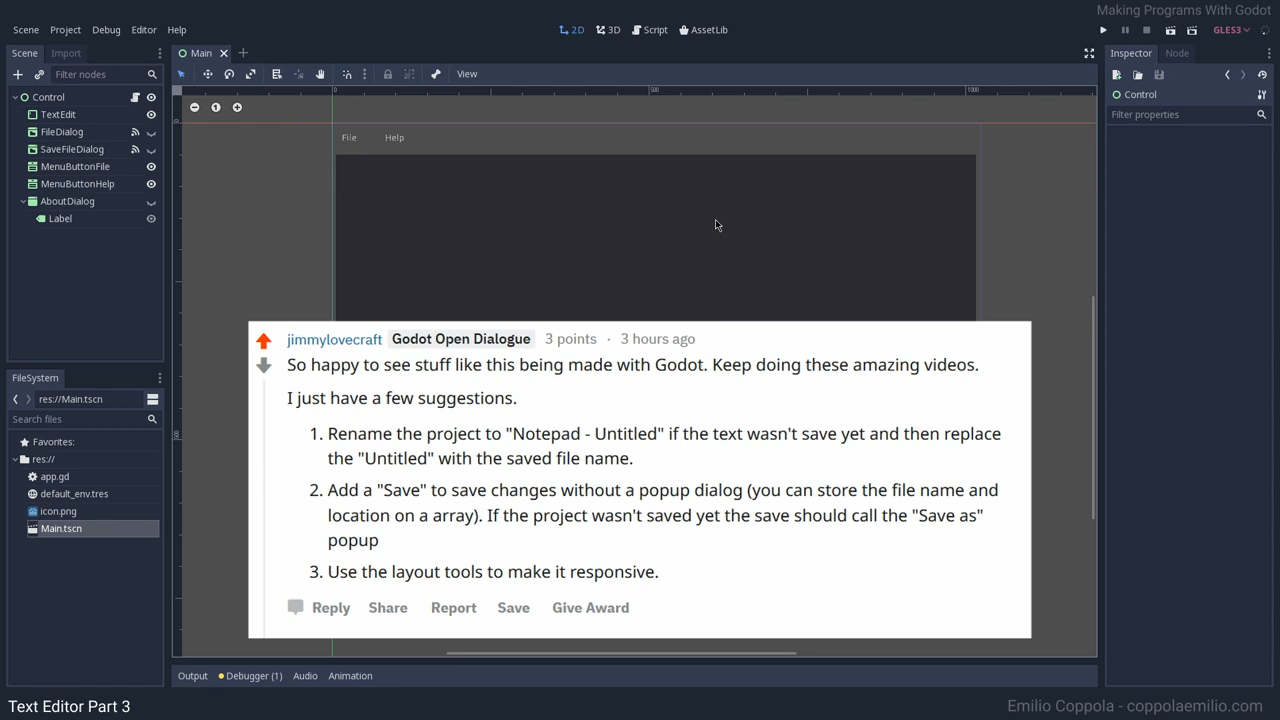 Making Programs With Godot
Scene Project Debug Editor Help
2D 3D Script AssetLib
GLES3
Scene Import
Main
Inspector Node
Filter nodes
View
Control
Filter properties
Control
TextEdit
FileDialog
SaveFileDialog
MenuButtonFile
MenuButtonHelp
AboutDialog
Label
0 500 1000
0
500
File Help
FileSystem
res://Main.tscn
Search files
Favorites:
res://
app.gd
default_env.tres
icon.png
Main.tscn
jimmylovecraft Godot Open Dialogue 3 points · 3 hours ago
So happy to see stuff like this being made with Godot. Keep doing these amazing videos.
I just have a few suggestions.
1. Rename the project to "Notepad - Untitled" if the text wasn't save yet and then replace
the "Untitled" with the saved file name.
2. Add a "Save" to save changes without a popup dialog (you can store the file name and
location on a array). If the project wasn't saved yet the save should call the "Save as"
popup
3. Use the layout tools to make it responsive.
Reply Share Report Save Give Award
Output Debugger (1) Audio Animation
Text Editor Part 3
Emilio Coppola - coppolaemilio.com